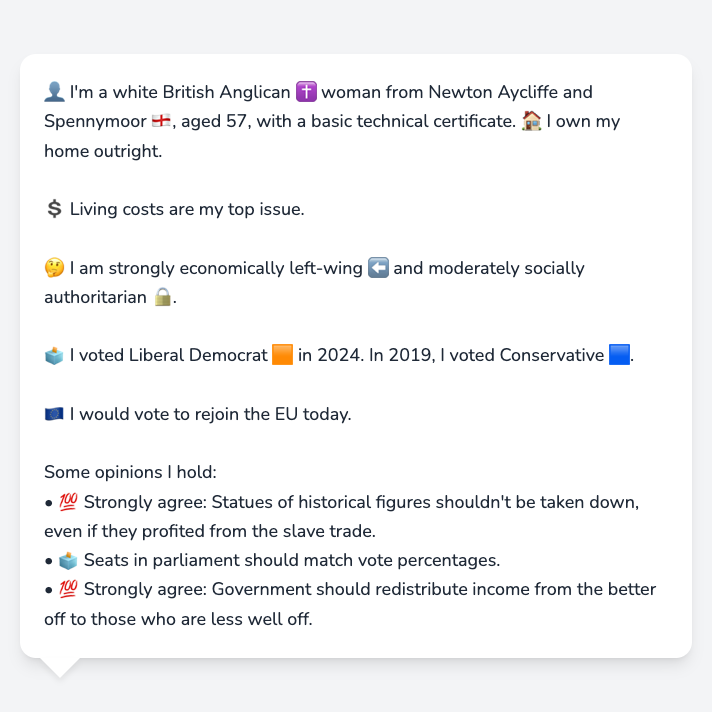 👤 I'm a white British Anglican ✝️ woman from Newton Aycliffe and
Spennymoor 🏴󠁧󠁢󠁥󠁮󠁧󠁿, aged 57, with a basic technical certificate. 🏠 I own my
home outright.
💲 Living costs are my top issue.
🤔 I am strongly economically left-wing ⬅️ and moderately socially
authoritarian 🔒.
🗳️ I voted Liberal Democrat 🟧 in 2024. In 2019, I voted Conservative 🟦.
🇪🇺 I would vote to rejoin the EU today.
Some opinions I hold:
• 💯 Strongly agree: Statues of historical figures shouldn't be taken down,
even if they profited from the slave trade.
• 🗳️ Seats in parliament should match vote percentages.
• 💯 Strongly agree: Government should redistribute income from the better
off to those who are less well off.